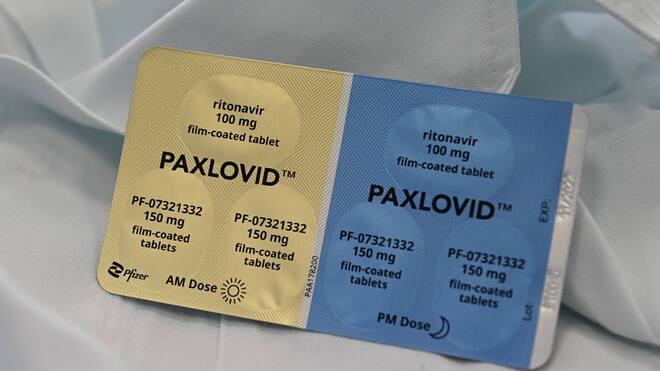 ritonavir
100 mg
film-coated tablet
PAXLOVID™
PF-07321332
150 mg
film-coated
tablets
PF-07321332
150 mg
film-coated
tablets
Pfizer
AM Dose
PAA178200
ritonavir
100 mg
film-coated tablet
PAXLOVID™
PF-07321332
150 mg
film-coated
tablets
PF-07321332
150 mg
film-coated
tablets
PM Dose
EXP:
Lot: